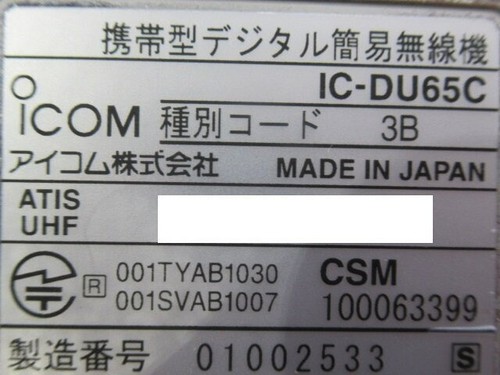 携帯型デジタル簡易無線機
IC-DU65C
ICOM 種別コード 3B
アイコム株式会社 MADE IN JAPAN
ATIS
UHF
R 001TYAB1030 CSM
001SVAB1007 100063399
製造番号 01002533 S